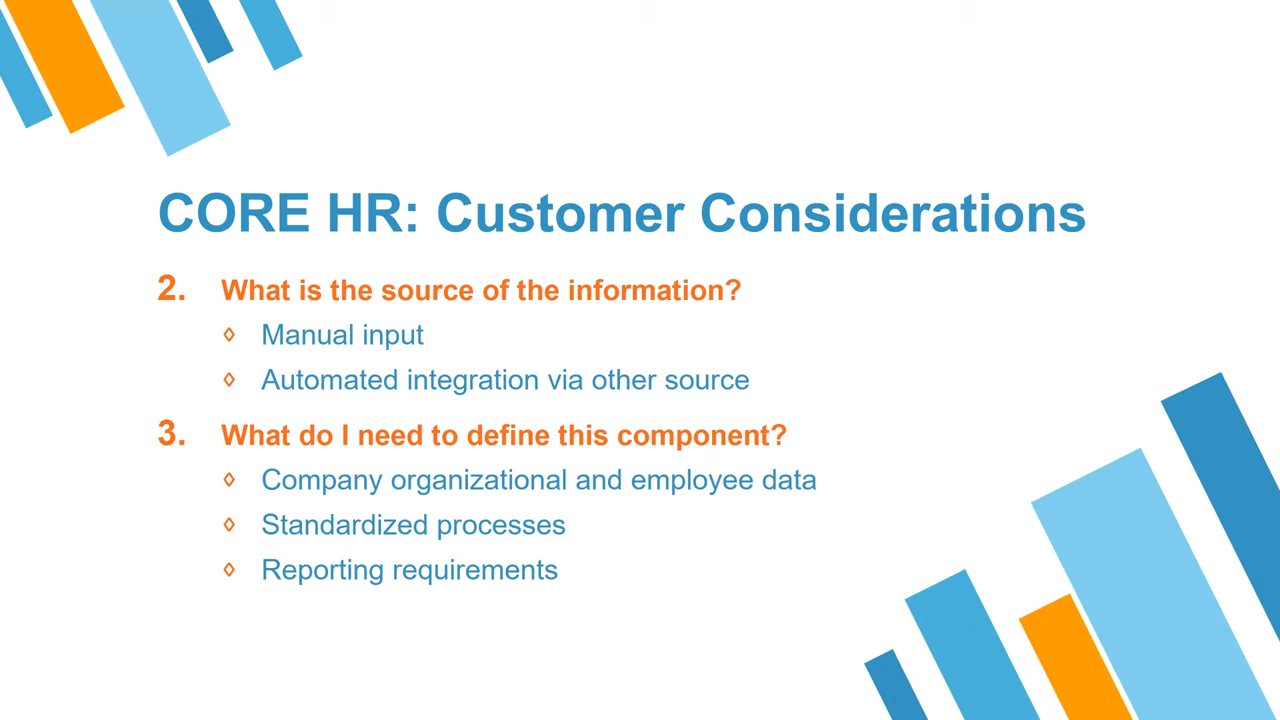 CORE HR: Customer Considerations
2. What is the source of the information?
◊ Manual input
◊ Automated integration via other source
3. What do I need to define this component?
◊ Company organizational and employee data
◊ Standardized processes
◊ Reporting requirements